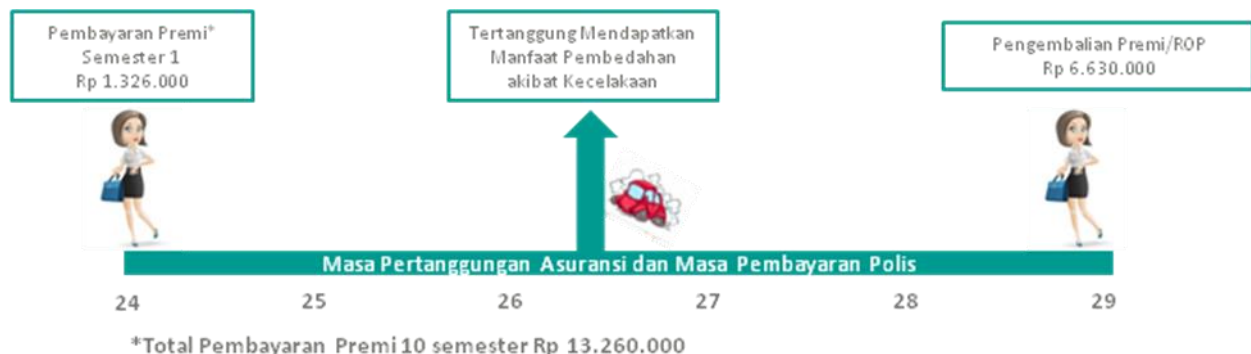 Pembayaran Premi*
Semester 1
Rp 1.326.000
Tertanggung Mendapatkan
Manfaat Pembedahan
akibat Kecelakaan
Pengembalian Premi/ROP
Rp 6.630.000
Masa Pertanggungan Asuransi dan Masa Pembayaran Polis
24 25 26 27 28 29
*Total Pembayaran Premi 10 semester Rp 13.260.000